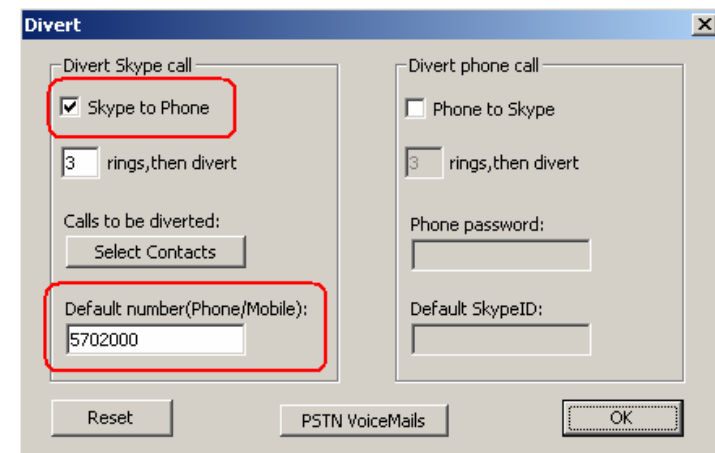 Divert
Divert Skype call
Skype to Phone
3 rings,then divert
Calls to be diverted:
Select Contacts
Default number(Phone/Mobile):
5702000
Divert phone call
Phone to Skype
3 rings,then divert
Phone password:
Default SkypeID:
Reset
PSTN VoiceMails
OK